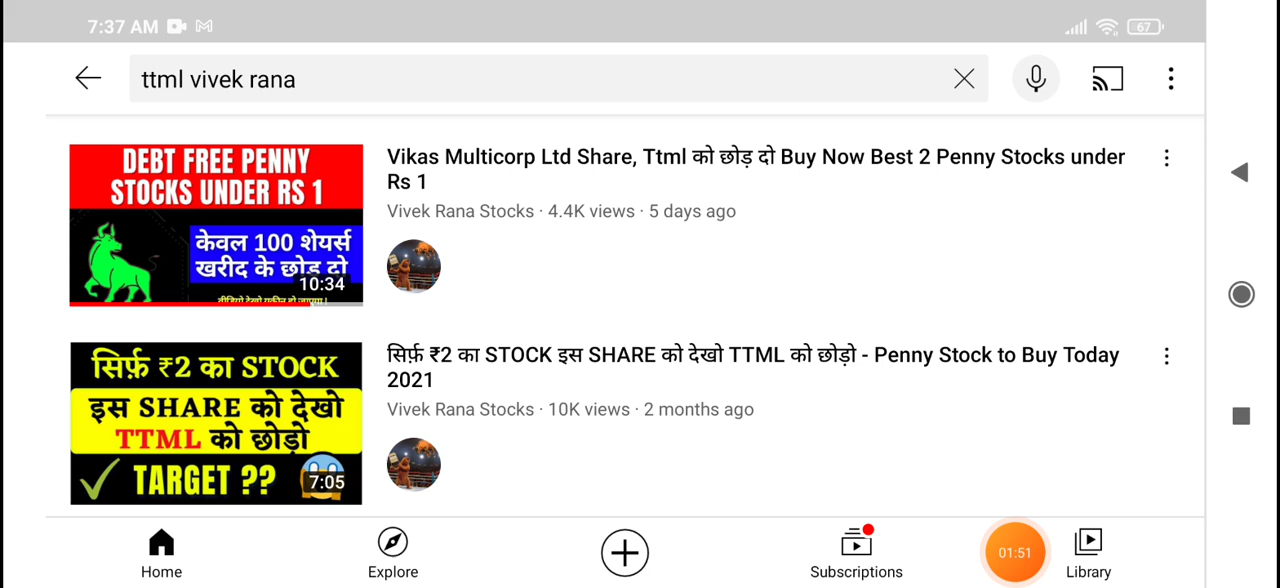 7:37 AM
67
ttml vivek rana
DEBT FREE PENNY
STOCKS UNDER RS 1
केवल 100 शेयर्स
खरीद के छोड़ दो
वीडियो देखो यकीन हो जाएगा !
10:34
Vikas Multicorp Ltd Share, Ttml को छोड़ दो Buy Now Best 2 Penny Stocks under
Rs 1
Vivek Rana Stocks · 4.4K views · 5 days ago
सिर्फ़ ₹2 का STOCK
इस SHARE को देखो
TTML को छोड़ो
TARGET ??
7:05
सिर्फ़ ₹2 का STOCK इस SHARE को देखो TTML को छोड़ो - Penny Stock to Buy Today
2021
Vivek Rana Stocks · 10K views · 2 months ago
Home
Explore
Subscriptions
01:51
Library